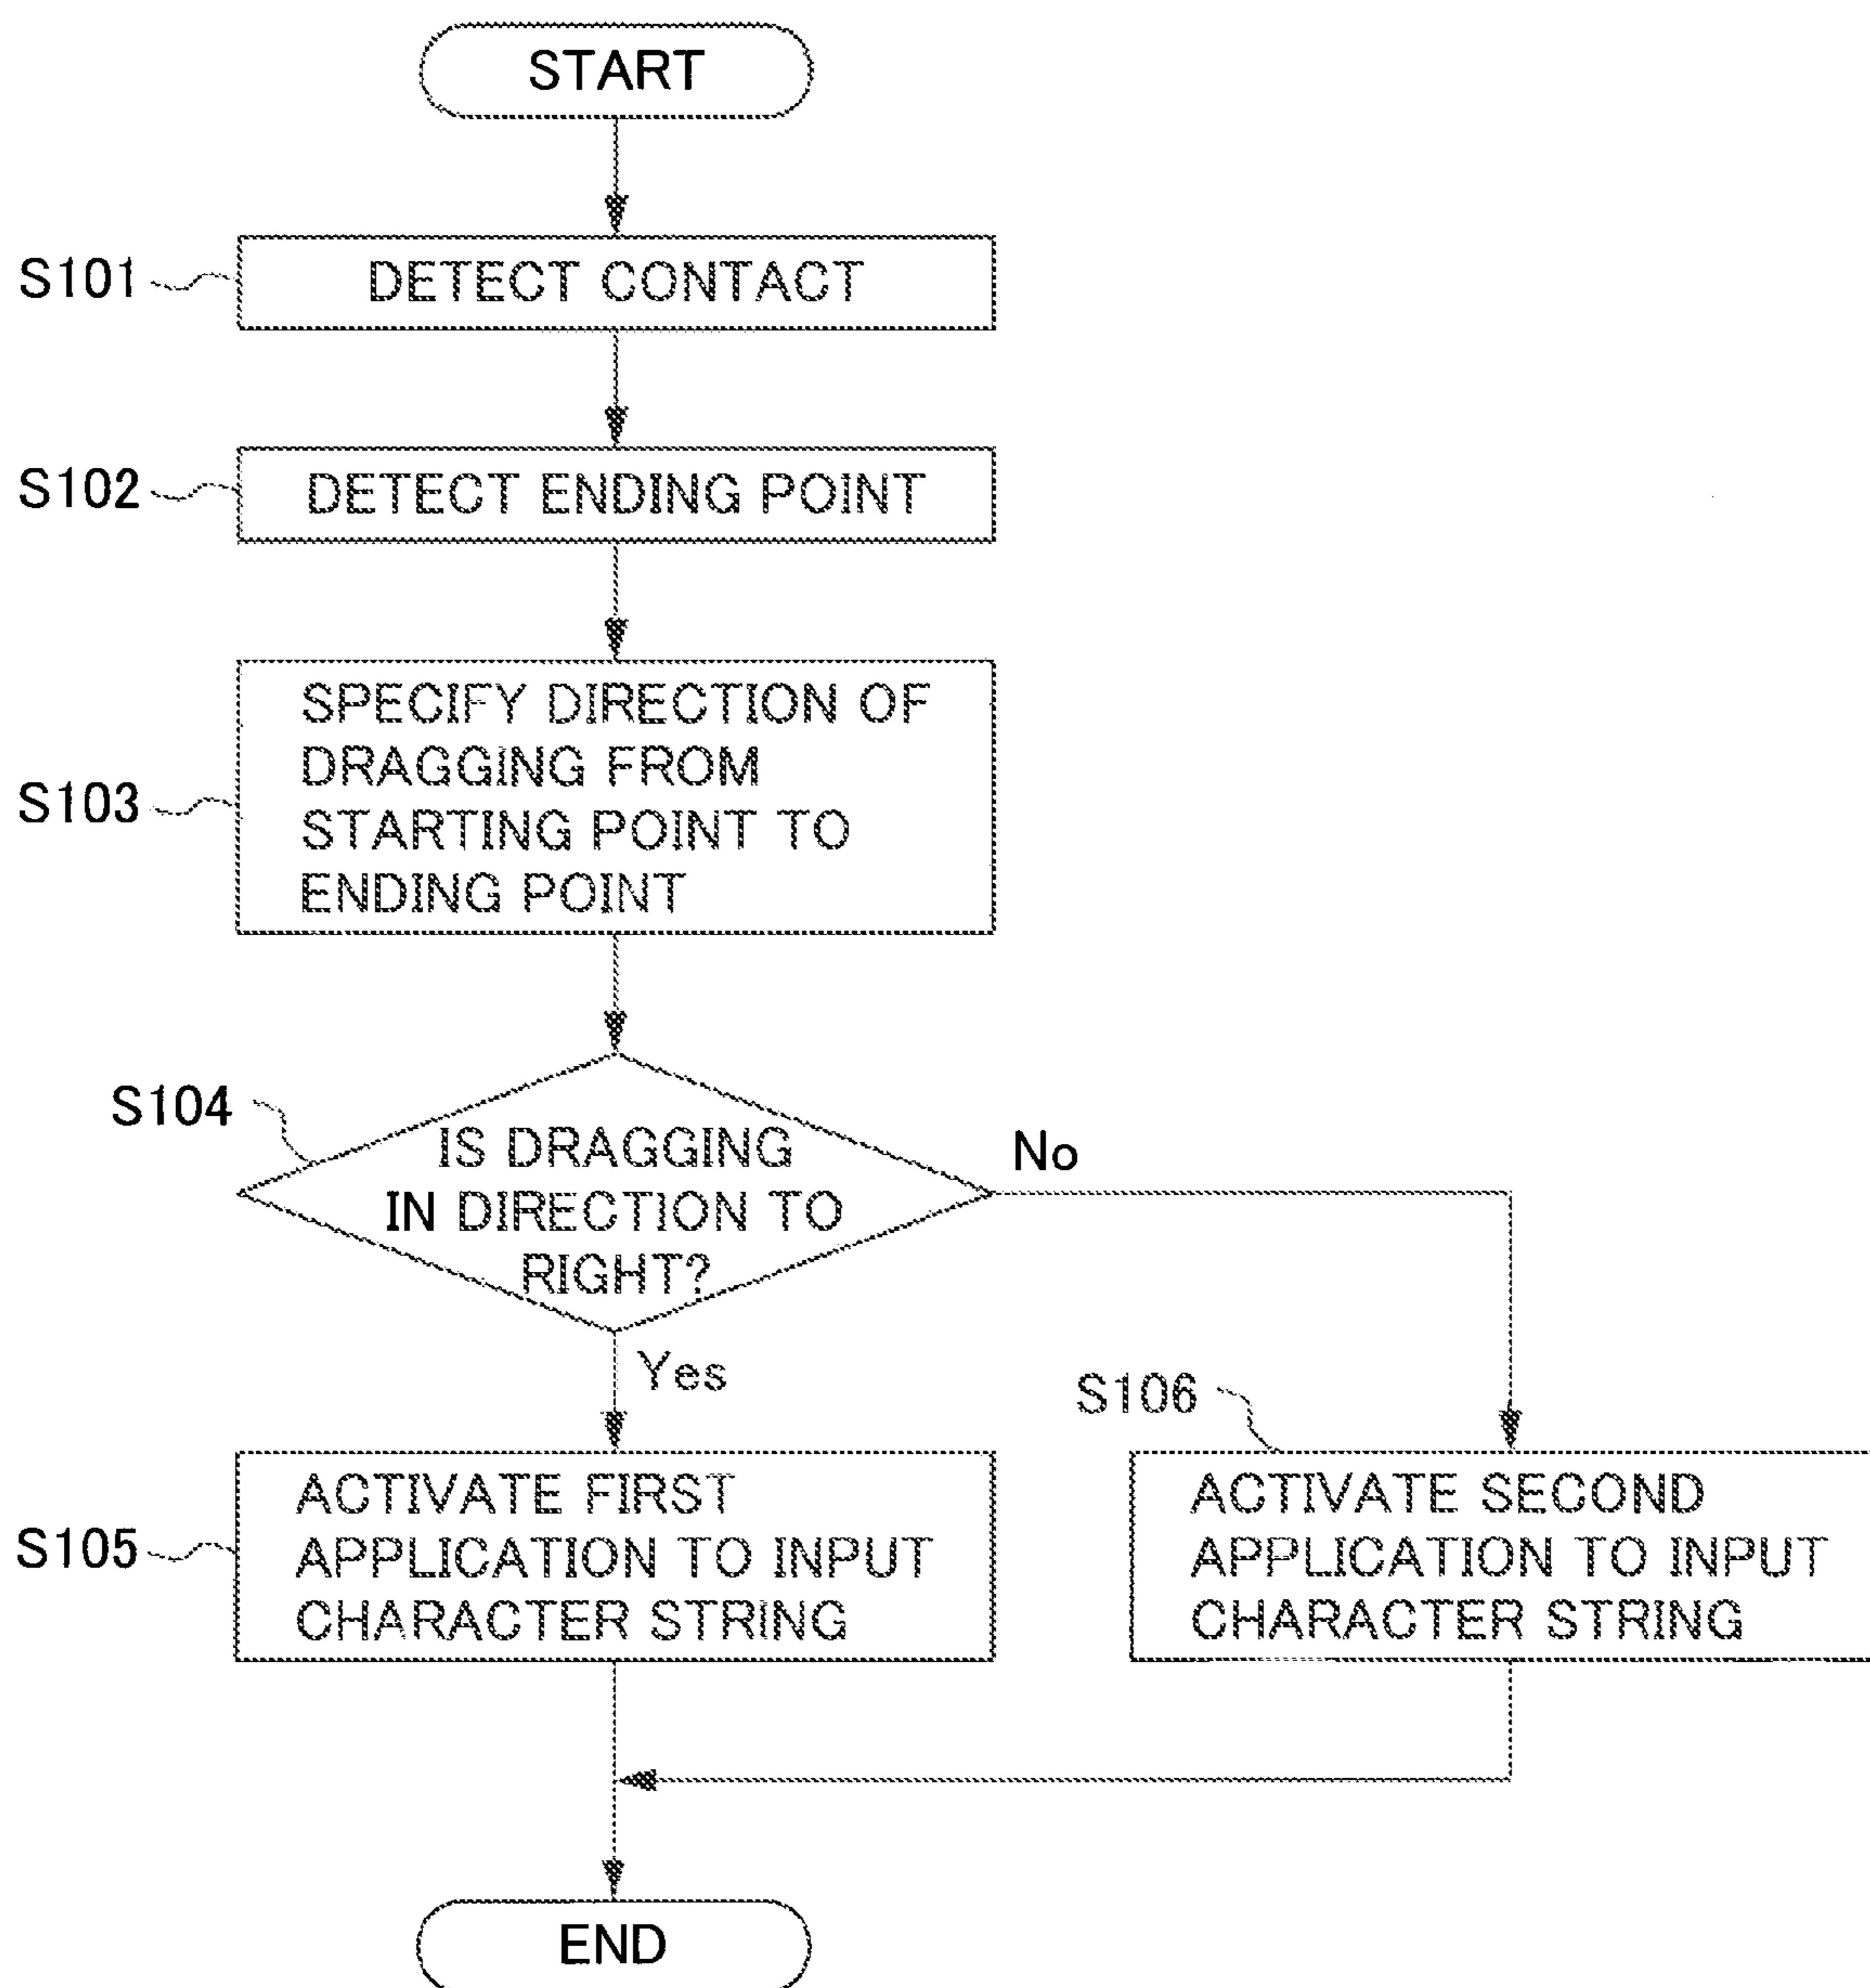 START
S101
DETECT CONTACT
S102
DETECT ENDING POINT
S103
SPECIFY DIRECTION OF
DRAGGING FROM
STARTING POINT TO
ENDING POINT
S104
IS DRAGGING
IN DIRECTION TO
RIGHT?
No
Yes
S105
ACTIVATE FIRST
APPLICATION TO INPUT
CHARACTER STRING
S106
ACTIVATE SECOND
APPLICATION TO INPUT
CHARACTER STRING
END